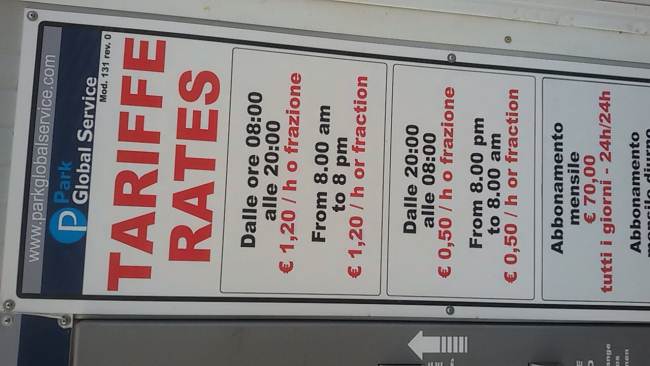 www.parkglobalservice.com
P Park
Global Service
Mod. 131 rev. 0
TARIFFE
RATES
Dalle ore 08:00
alle 20:00
€ 1,20 / h o frazione
From 8.00 am
to 8 pm
€ 1,20 / h or fraction
Dalle 20:00
alle 08:00
€ 0,50 / h o frazione
From 8.00 pm
to 8.00 am
€ 0,50 / h or fraction
Abbonamento
mensile
€ 70,00
tutti i giorni - 24h/24h
Abbonamento
mensile diurno